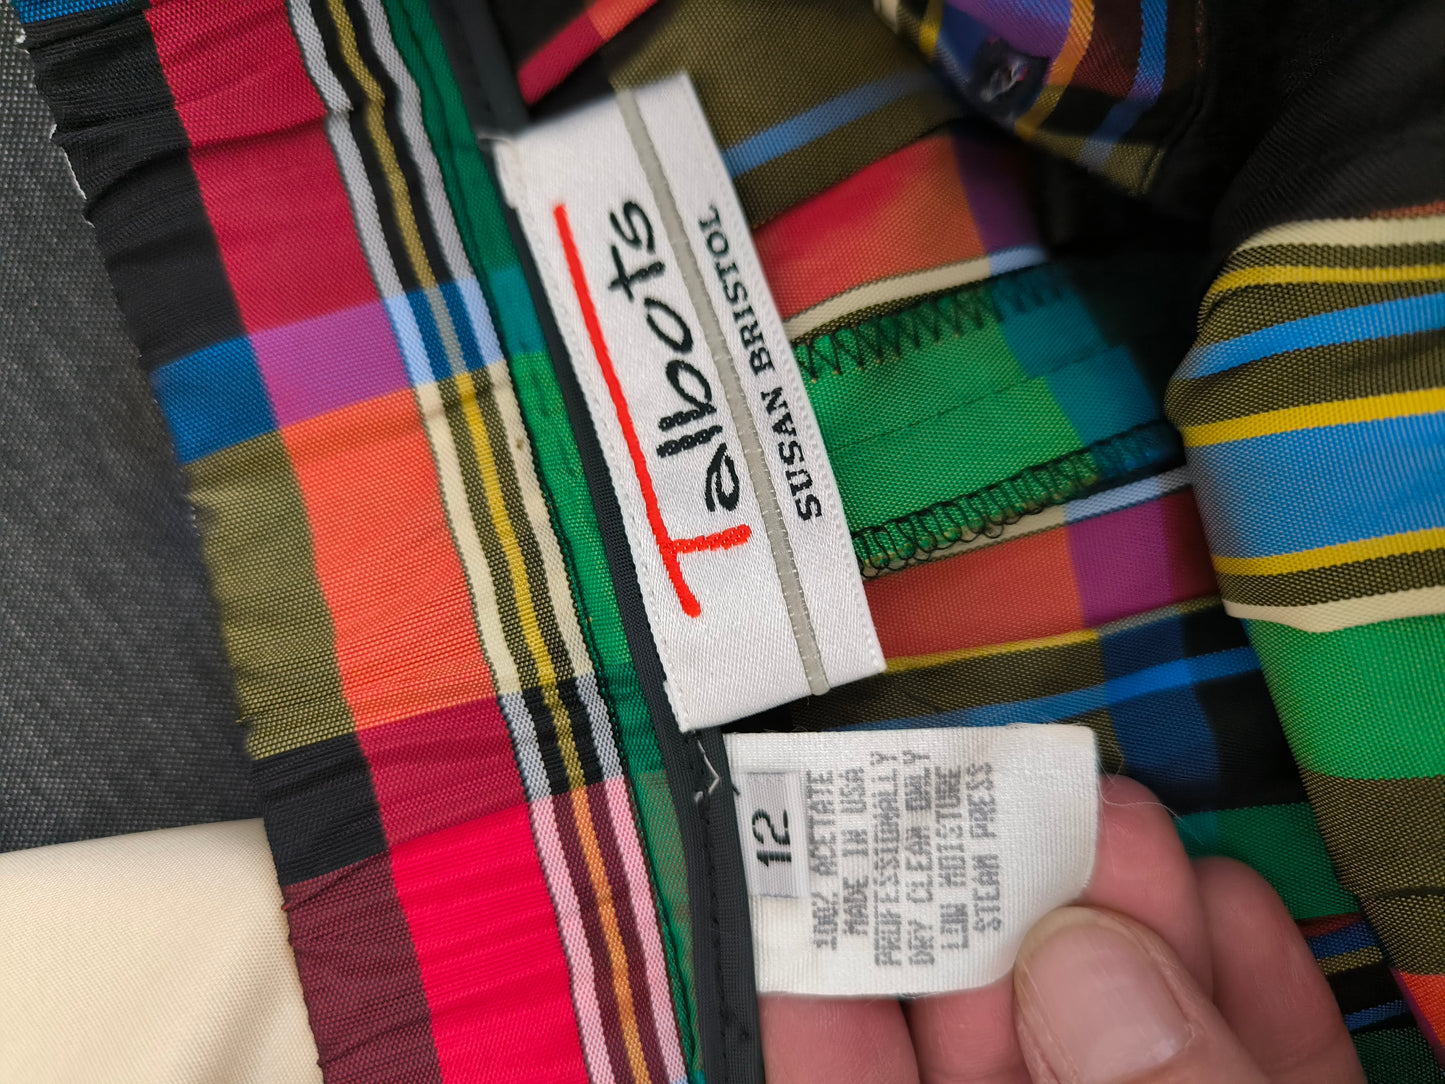 Talbots
SUSAN BRISTOL
12
100% ACETATE
MADE IN USA
PROFESSIONALLY
DRY CLEAN ONLY
LOW MOISTURE
STEAM PRESS